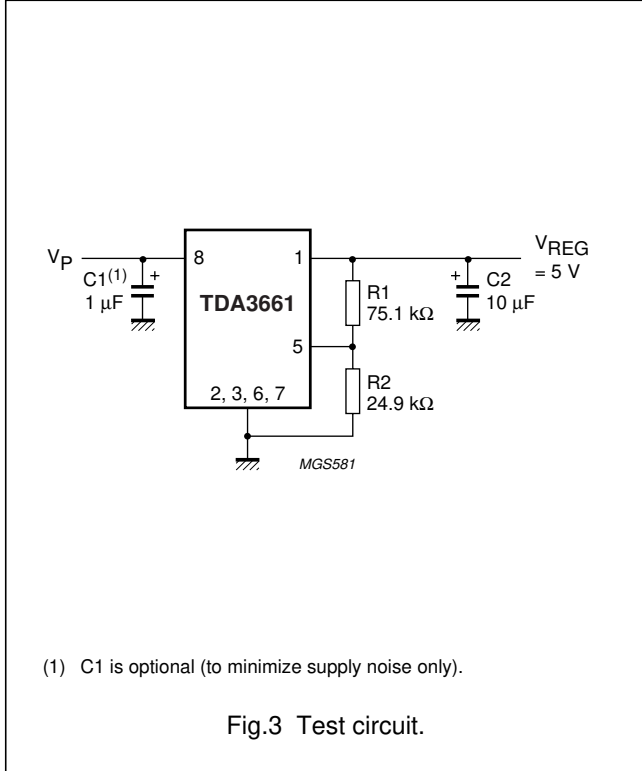 V_P
C1(1) +
1 μF
8
1
TDA3661
5
2, 3, 6, 7
R1
75.1 kΩ
R2
24.9 kΩ
+ C2
10 μF
V_REG
= 5 V
MGS581
(1) C1 is optional (to minimize supply noise only).
Fig.3 Test circuit.